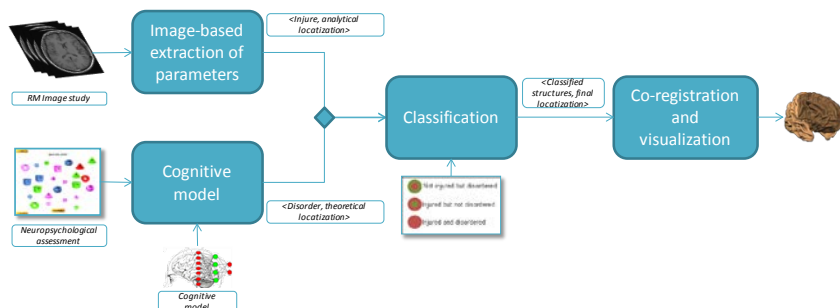 Image-based
extraction of
parameters
<Injure, analytical
locatization>
RM Image study
Classification
<Classified
structures, final
locatization>
Co-registration
and
visualization
Cognitive
model
Neuropsychological
assessment
<Disorder, theoretical
locatization>
Not injured but disordered
Injured but not disordered
Injured and disordered
Cognitive
model